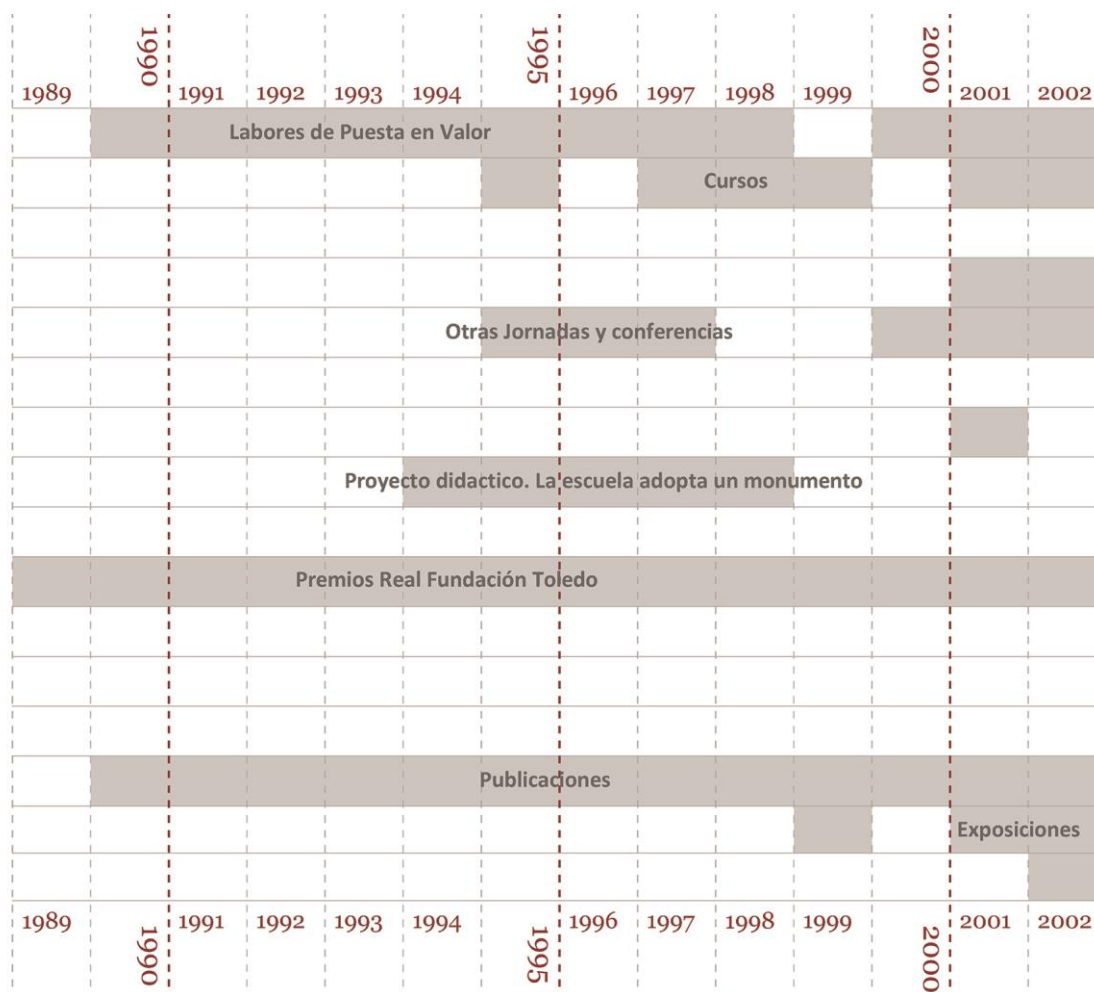 1989 1990 1991 1992 1993 1994 1995 1996 1997 1998 1999 2000 2001 2002
Labores de Puesta en Valor
Cursos
Otras Jornadas y conferencias
Proyecto didactico. La escuela adopta un monumento
Premios Real Fundación Toledo
Publicaciones
Exposiciones
1989 1990 1991 1992 1993 1994 1995 1996 1997 1998 1999 2000 2001 2002